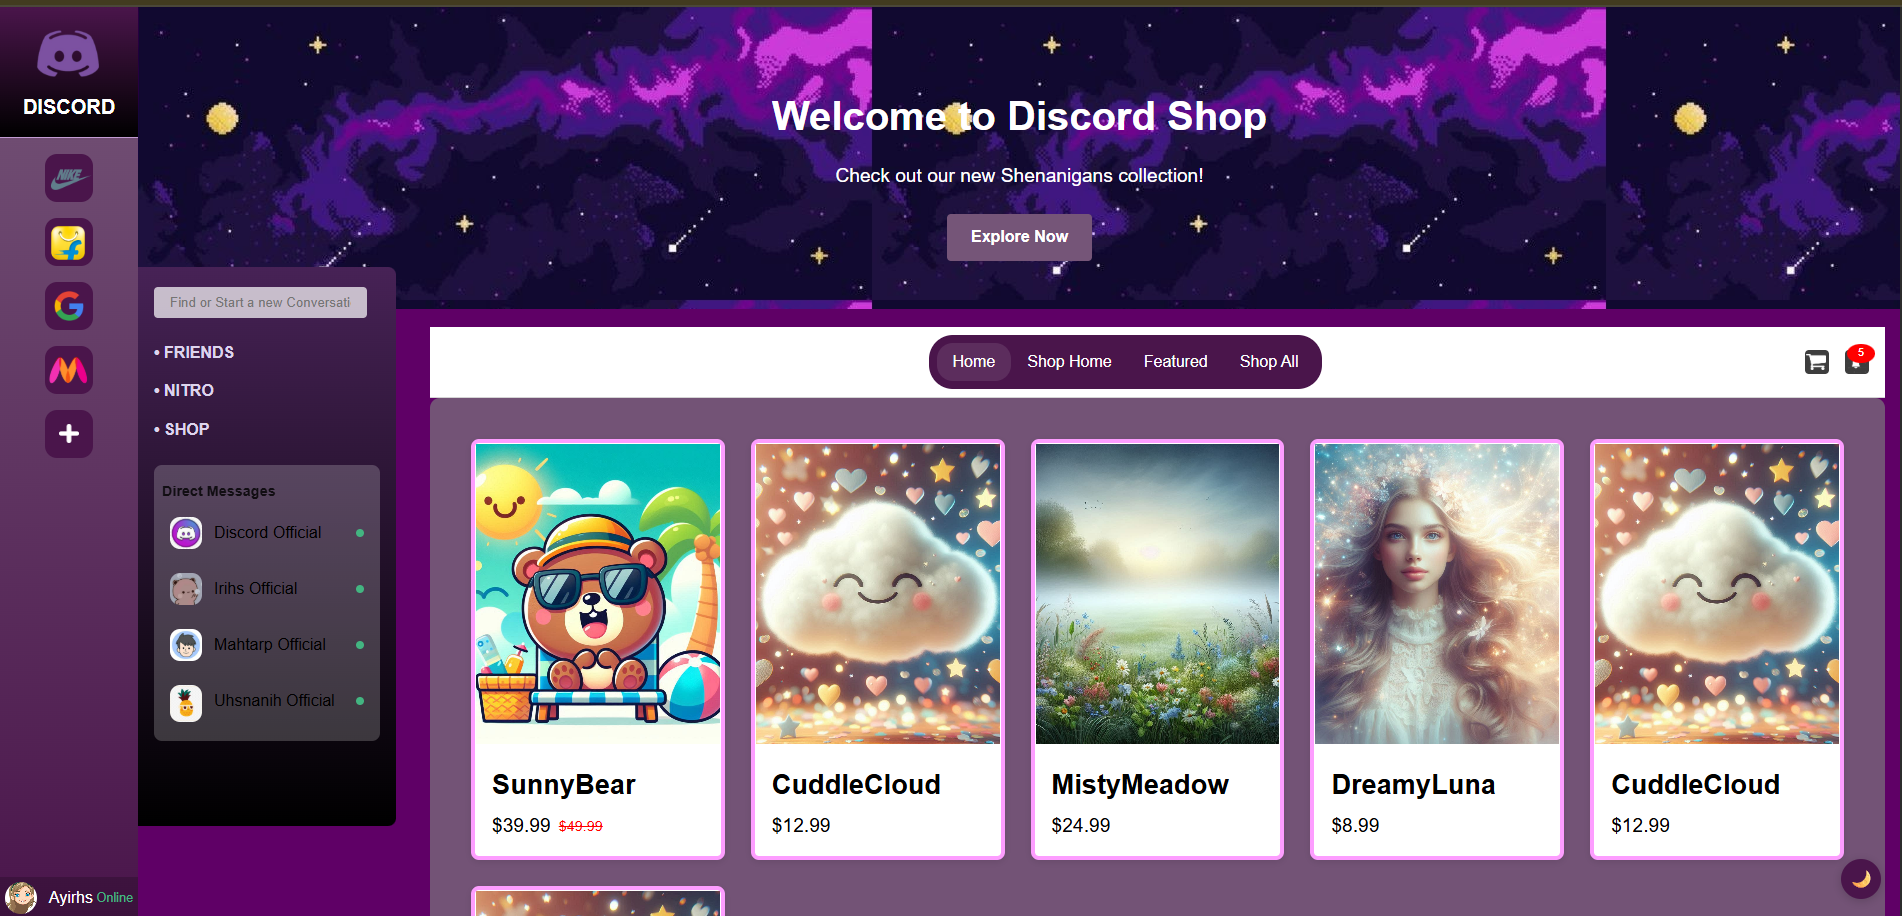 DISCORD
NIKE
Welcome to Discord Shop
Check out our new Shenanigans collection!
Explore Now
Find or Start a new Conversati
• FRIENDS
• NITRO
• SHOP
Direct Messages
Discord Official
Irihs Official
Mahtarp Official
Uhsnanih Official
Ayirhs Online
Home Shop Home Featured Shop All
5
SunnyBear
$39.99 $49.99
CuddleCloud
$12.99
MistyMeadow
$24.99
DreamyLuna
$8.99
CuddleCloud
$12.99